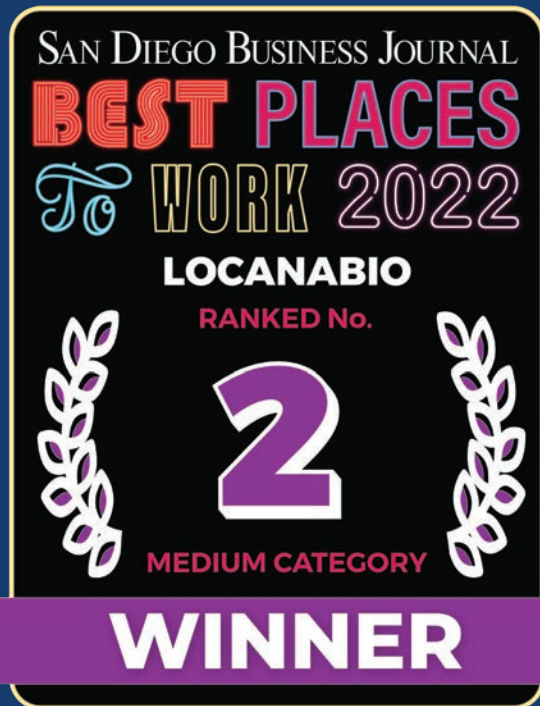 SAN DIEGO BUSINESS JOURNAL
BEST PLACES
TO WORK 2022
LOCANABIO
RANKED No.
2
MEDIUM CATEGORY
WINNER